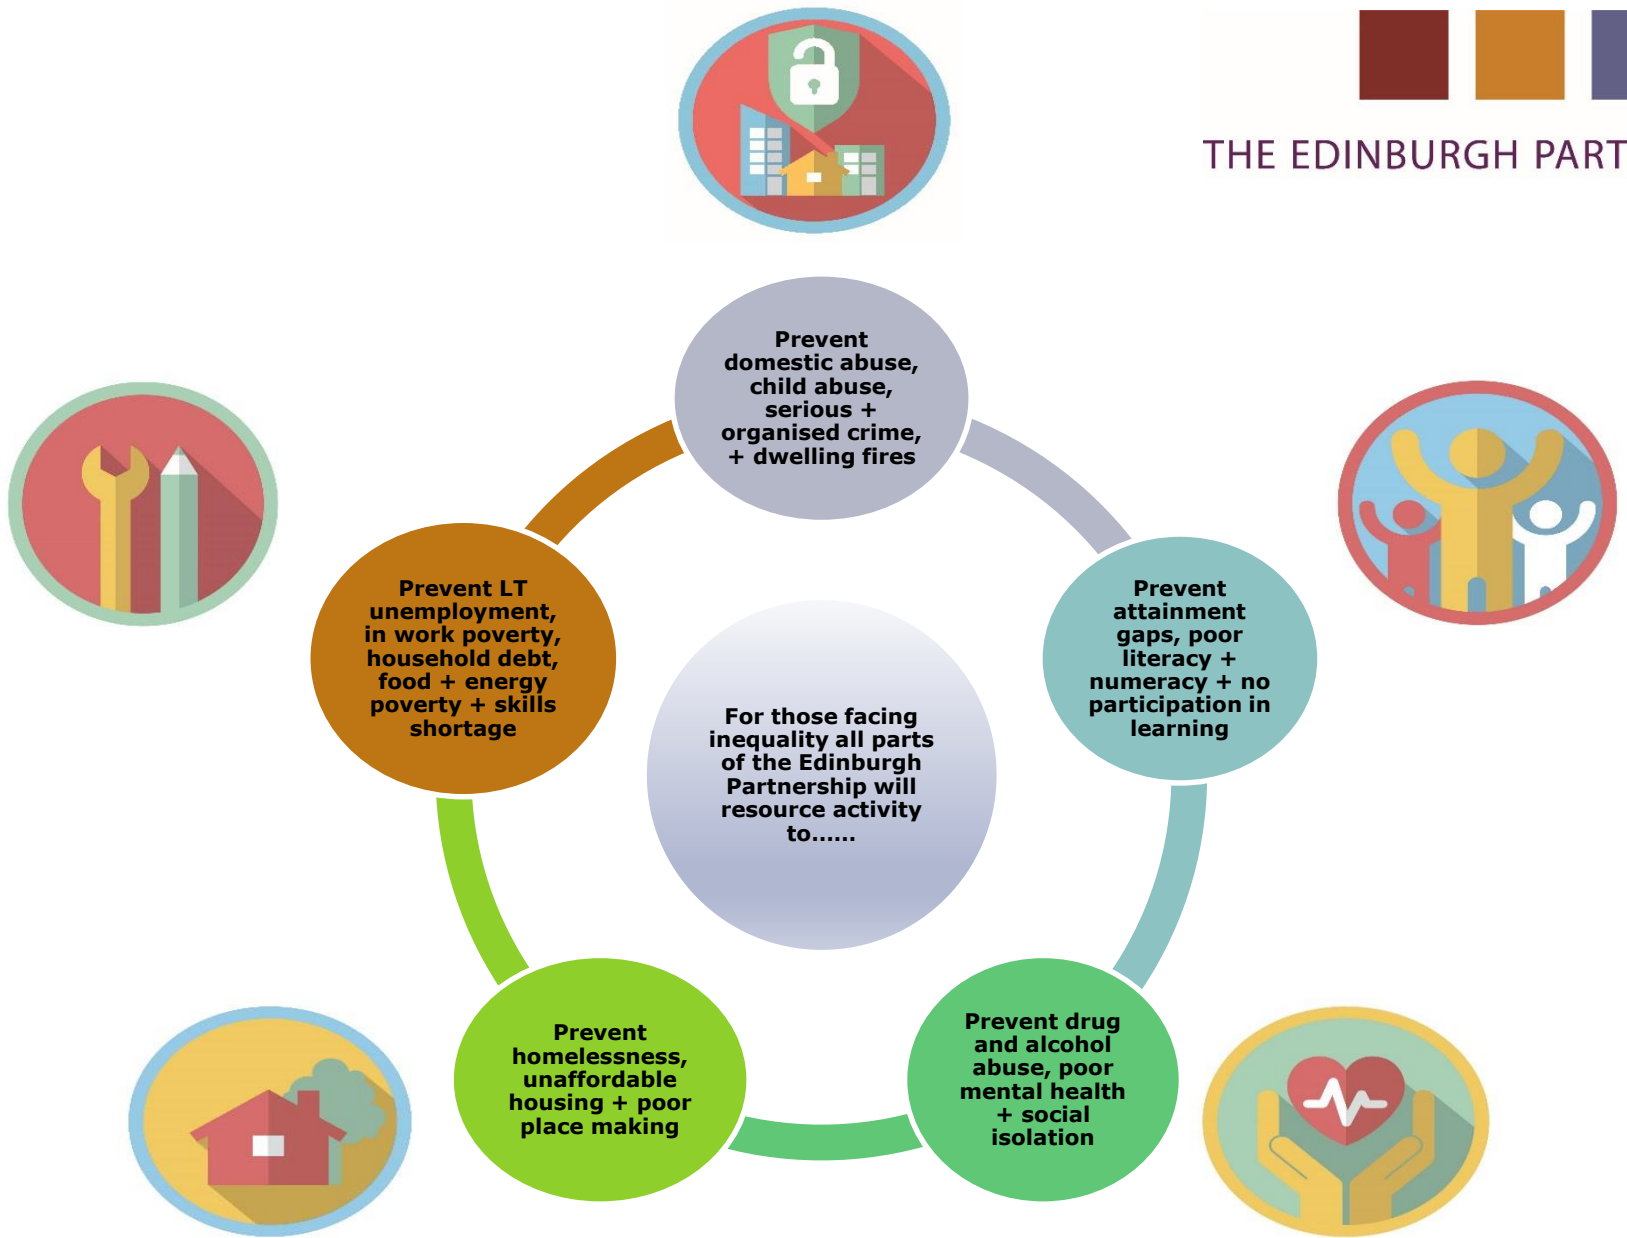 THE EDINBURGH PART
Prevent
domestic abuse,
child abuse,
serious +
organised crime,
+ dwelling fires
Prevent LT
unemployment,
in work poverty,
household debt,
food + energy
poverty + skills
shortage
Prevent
attainment
gaps, poor
literacy +
numeracy + no
participation in
learning
For those facing
inequality all parts
of the Edinburgh
Partnership will
resource activity
to......
Prevent
homelessness,
unaffordable
housing + poor
place making
Prevent drug
and alcohol
abuse, poor
mental health
+ social
isolation